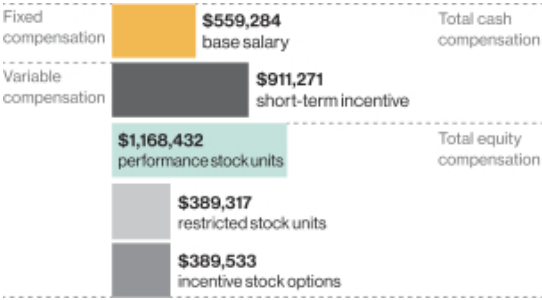 Fixed
compensation
$559,284
base salary
Total cash
compensation
Variable
compensation
$911,271
short-term incentive
$1,168,432
performance stock units
Total equity
compensation
$389,317
restricted stock units
$389,533
incentive stock options